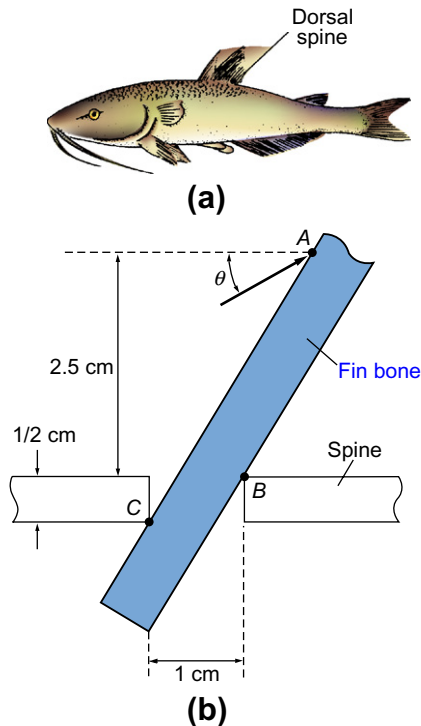 Dorsal
spine
(a)
A
θ
2.5 cm
Fin bone
1/2 cm
Spine
C
B
1 cm
(b)